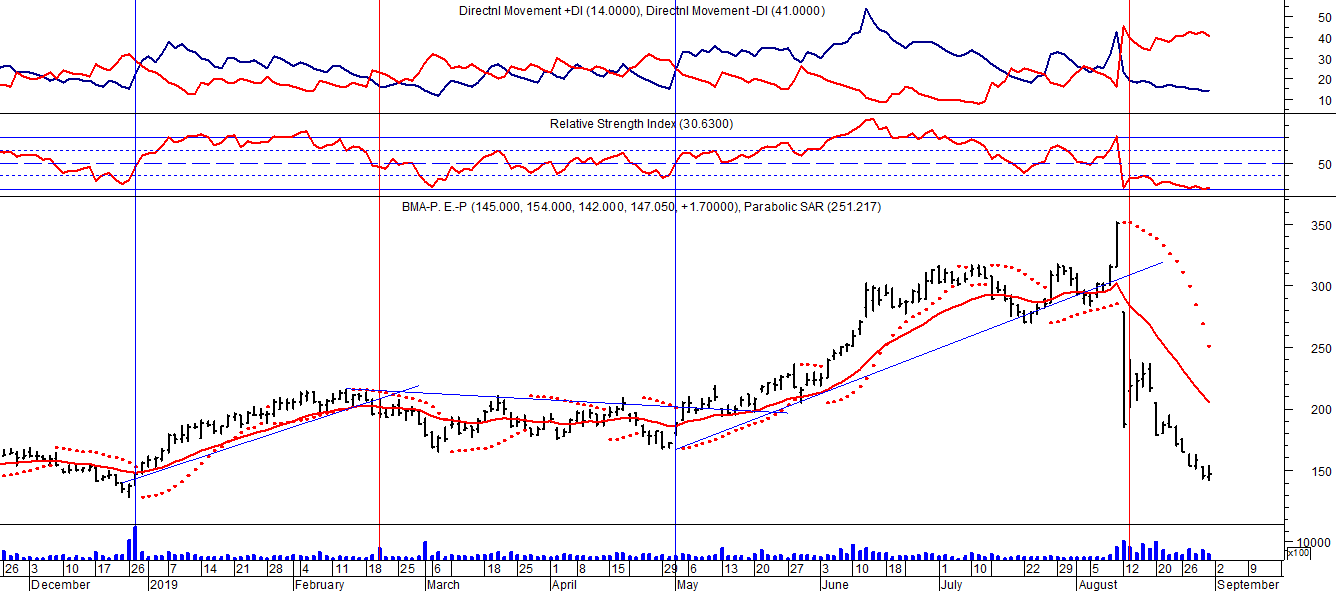 Directnl Movement +DI (14.0000), Directnl Movement -DI (41.0000)
50
40
30
20
10
Relative Strength Index (30.6300)
50
BMA-P. E.-P (145.000, 154.000, 142.000, 147.050, +1.70000), Parabolic SAR (251.217)
350
300
250
200
150
10000
x100
26 3 10 17 26 7 14 21 28 4 11 18 25 6 18 25 1 8 15 29 6 13 20 27 3 10 18 1 10 22 29 5 12 20 26 2 9
December 2019 February March April May June July August September